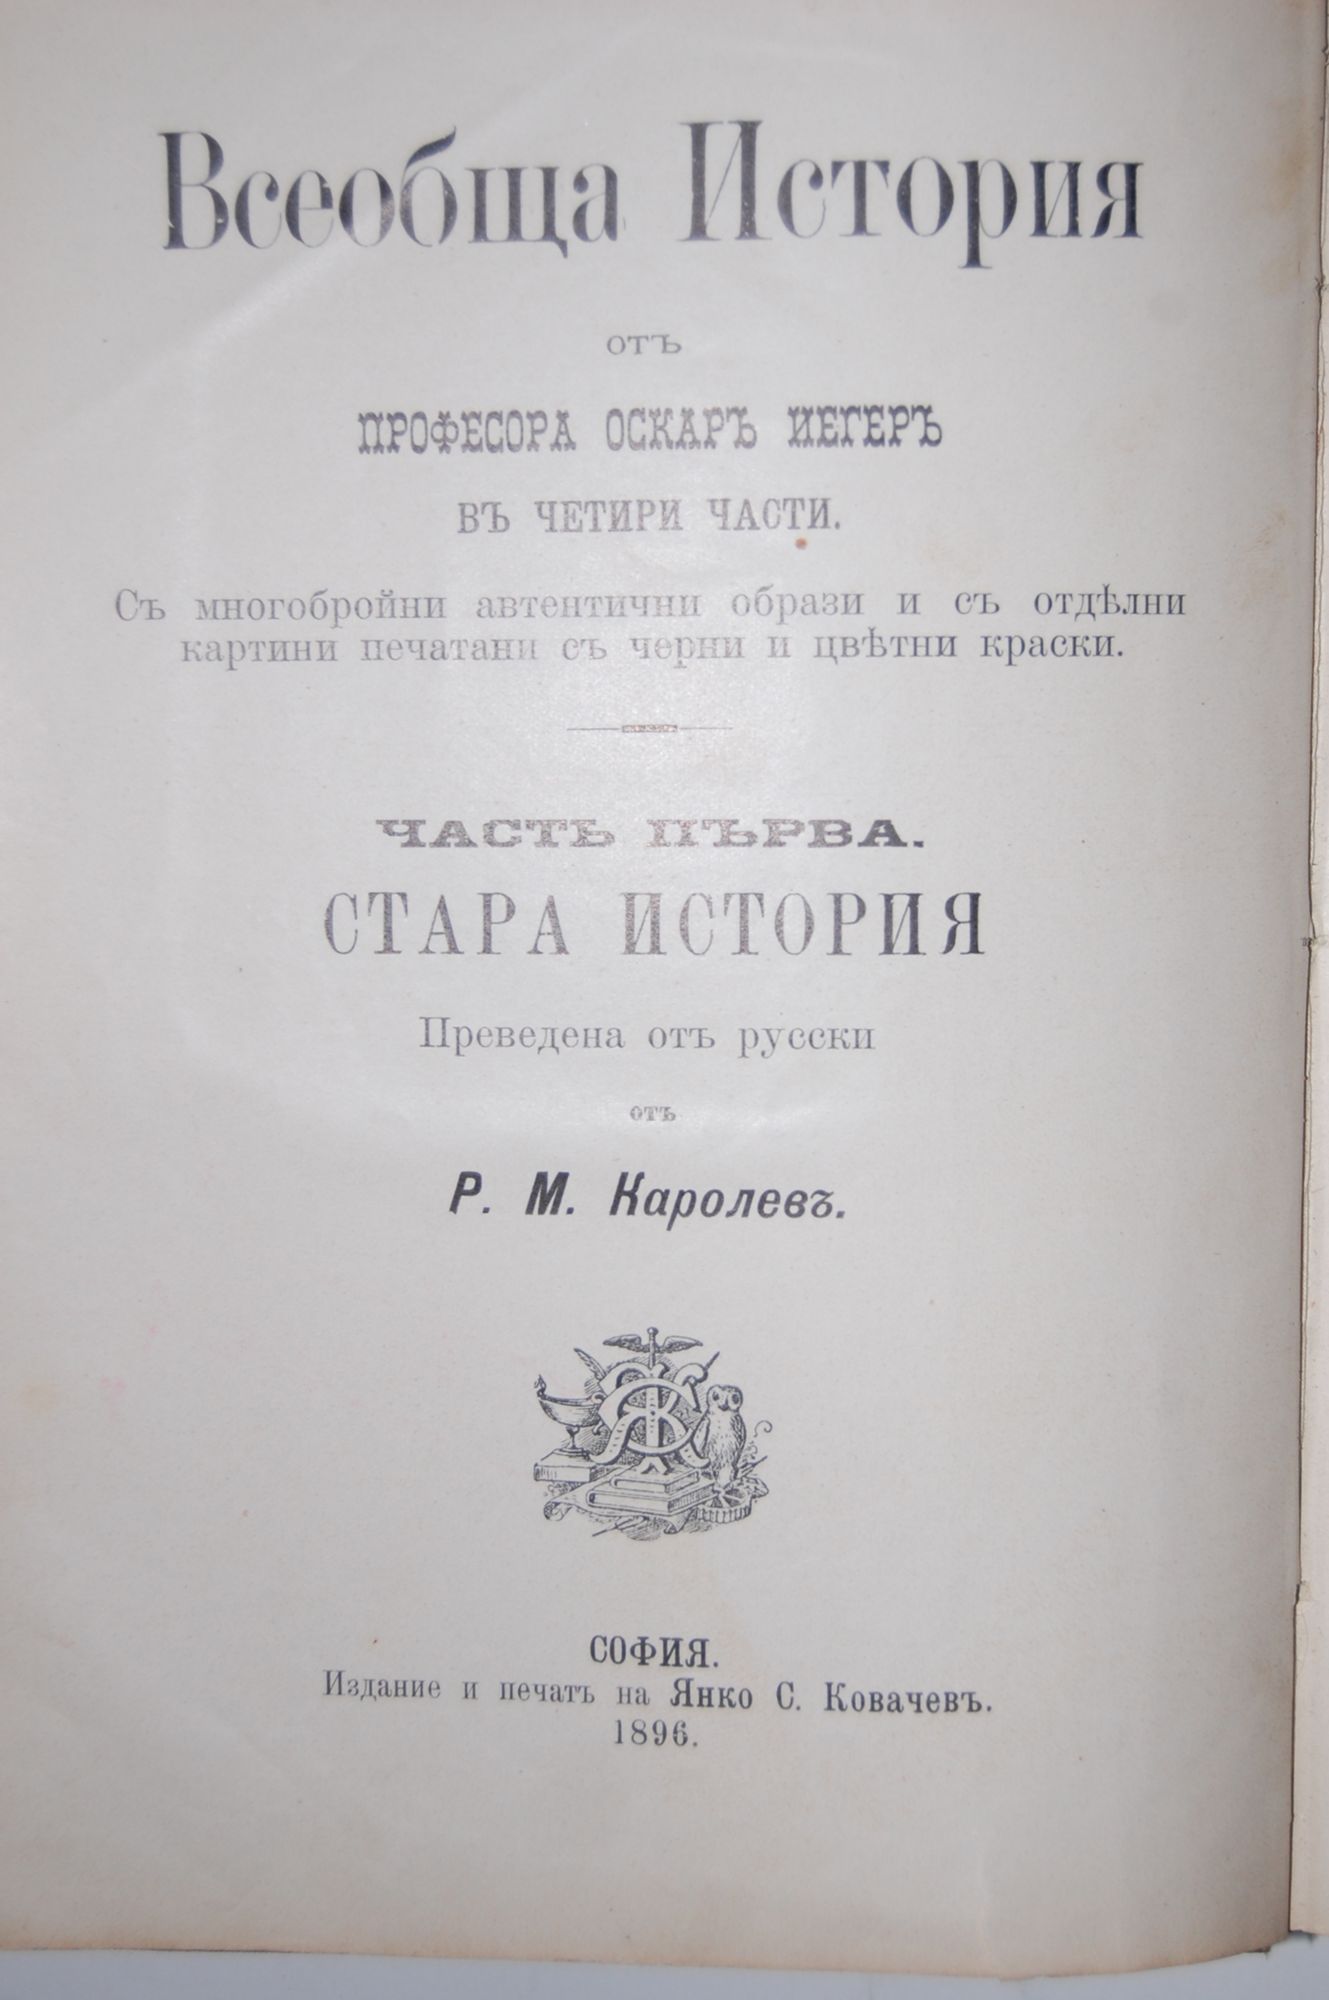 Всеобща История
отъ
ПРОФЕСОРА ОСКАРЪ ИЕГЕРЪ
ВЪ ЧЕТИРИ ЧАСТИ.
Съ многобройни автентични образи и съ отдѣлни
картини печатани съ черни и цвѣтни краски.
ЧАСТЬ ПЪРВА.
СТАРА ИСТОРИЯ
Преведена отъ русски
отъ
Р. М. Каролевъ.
СОФИЯ.
Издание и печатъ на Янко С. Ковачевъ.
1896.